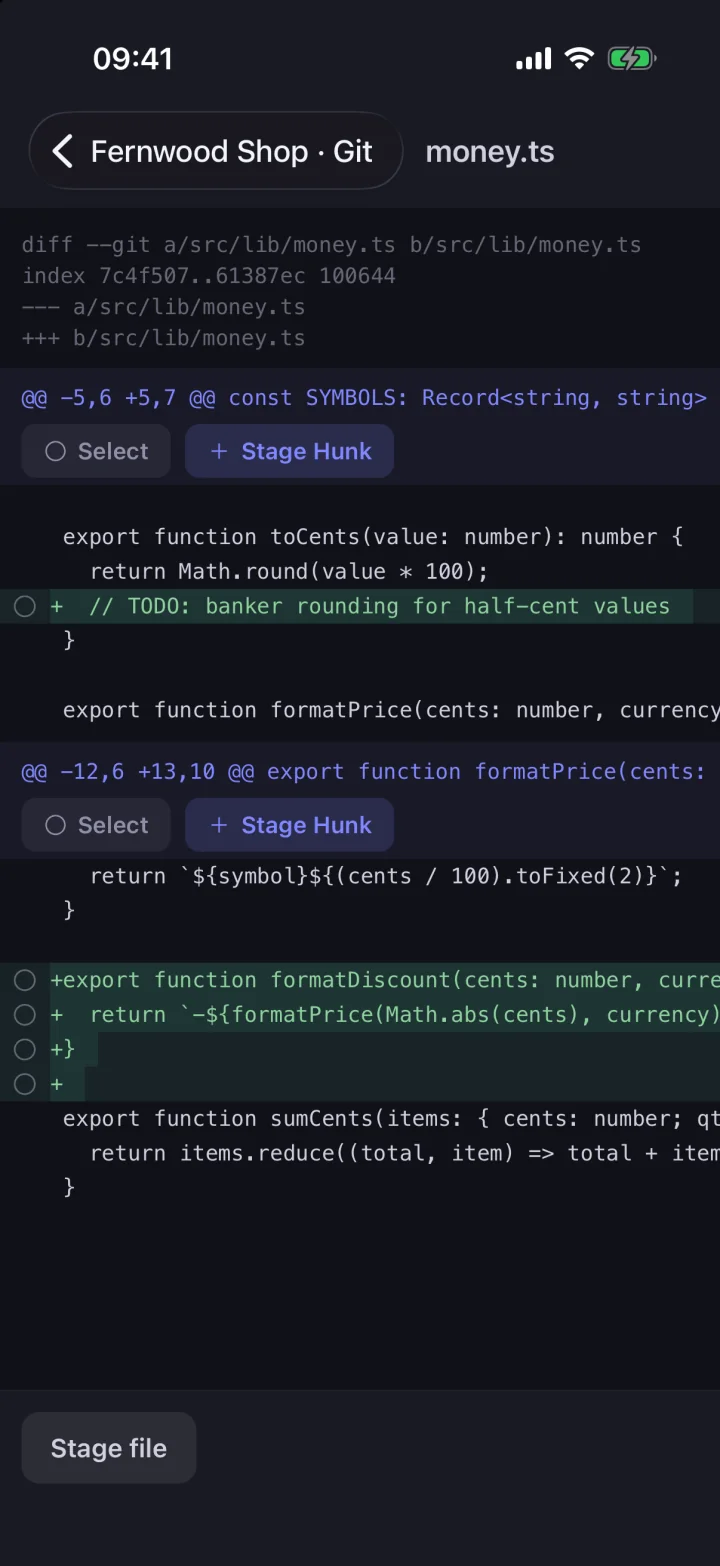 09:41
Fernwood Shop · Git
money.ts
diff --git a/src/lib/money.ts b/src/lib/money.ts
index 7c4f507..61387ec 100644
--- a/src/lib/money.ts
+++ b/src/lib/money.ts
@@ -5,6 +5,7 @@ const SYMBOLS: Record<string, string>
Select
+ Stage Hunk
export function toCents(value: number): number {
  return Math.round(value * 100);
+  // TODO: banker rounding for half-cent values
}
export function formatPrice(cents: number, currency
@@ -12,6 +13,10 @@ export function formatPrice(cents:
Select
+ Stage Hunk
  return `${symbol}${(cents / 100).toFixed(2)}`;
}
+export function formatDiscount(cents: number, curre
+  return `-${formatPrice(Math.abs(cents), currency)
+}
+
export function sumCents(items: { cents: number; qt
  return items.reduce((total, item) => total + item
}
Stage file